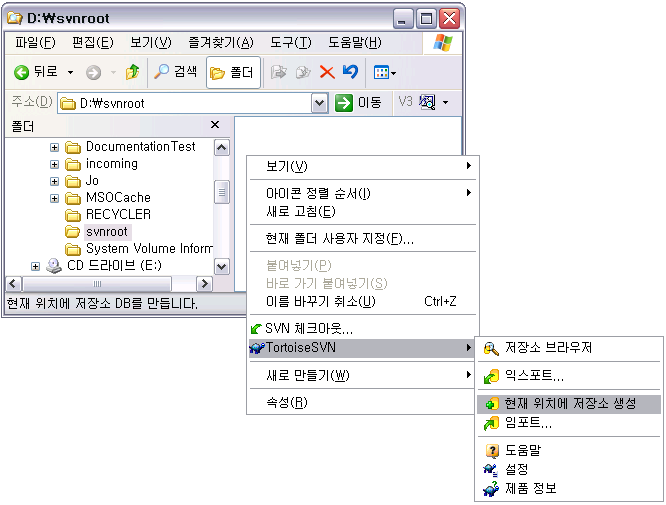 D:\svnroot
파일(F) 편집(E) 보기(V) 즐겨찾기(A) 도구(T) 도움말(H)
뒤로 검색 폴더
주소(D) D:\svnroot 이동 V3
폴더
DocumentationTest
incoming
Jo
MSOCache
RECYCLER
svnroot
System Volume Inform
CD 드라이브 (E:)
현재 위치에 저장소 DB를 만듭니다.
보기(V)
아이콘 정렬 순서(I)
새로 고침(E)
현재 폴더 사용자 지정(F)...
붙여넣기(P)
바로 가기 붙여넣기(S)
이름 바꾸기 취소(U) Ctrl+Z
SVN 체크아웃...
TortoiseSVN
새로 만들기(W)
속성(R)
저장소 브라우저
익스포트...
현재 위치에 저장소 생성
임포트...
도움말
설정
제품 정보